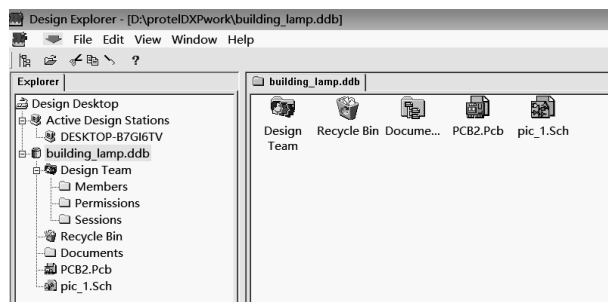 Design Explorer - [D:\protelDXPwork\building_lamp.ddb]
File Edit View Window Help
?
Explorer
building_lamp.ddb
Design Desktop
Active Design Stations
DESKTOP-B7GI6TV
building_lamp.ddb
Design Team
Members
Permissions
Sessions
Recycle Bin
Documents
PCB2.Pcb
pic_1.Sch
Design Team
Recycle Bin
Docume...
PCB2.Pcb
pic_1.Sch